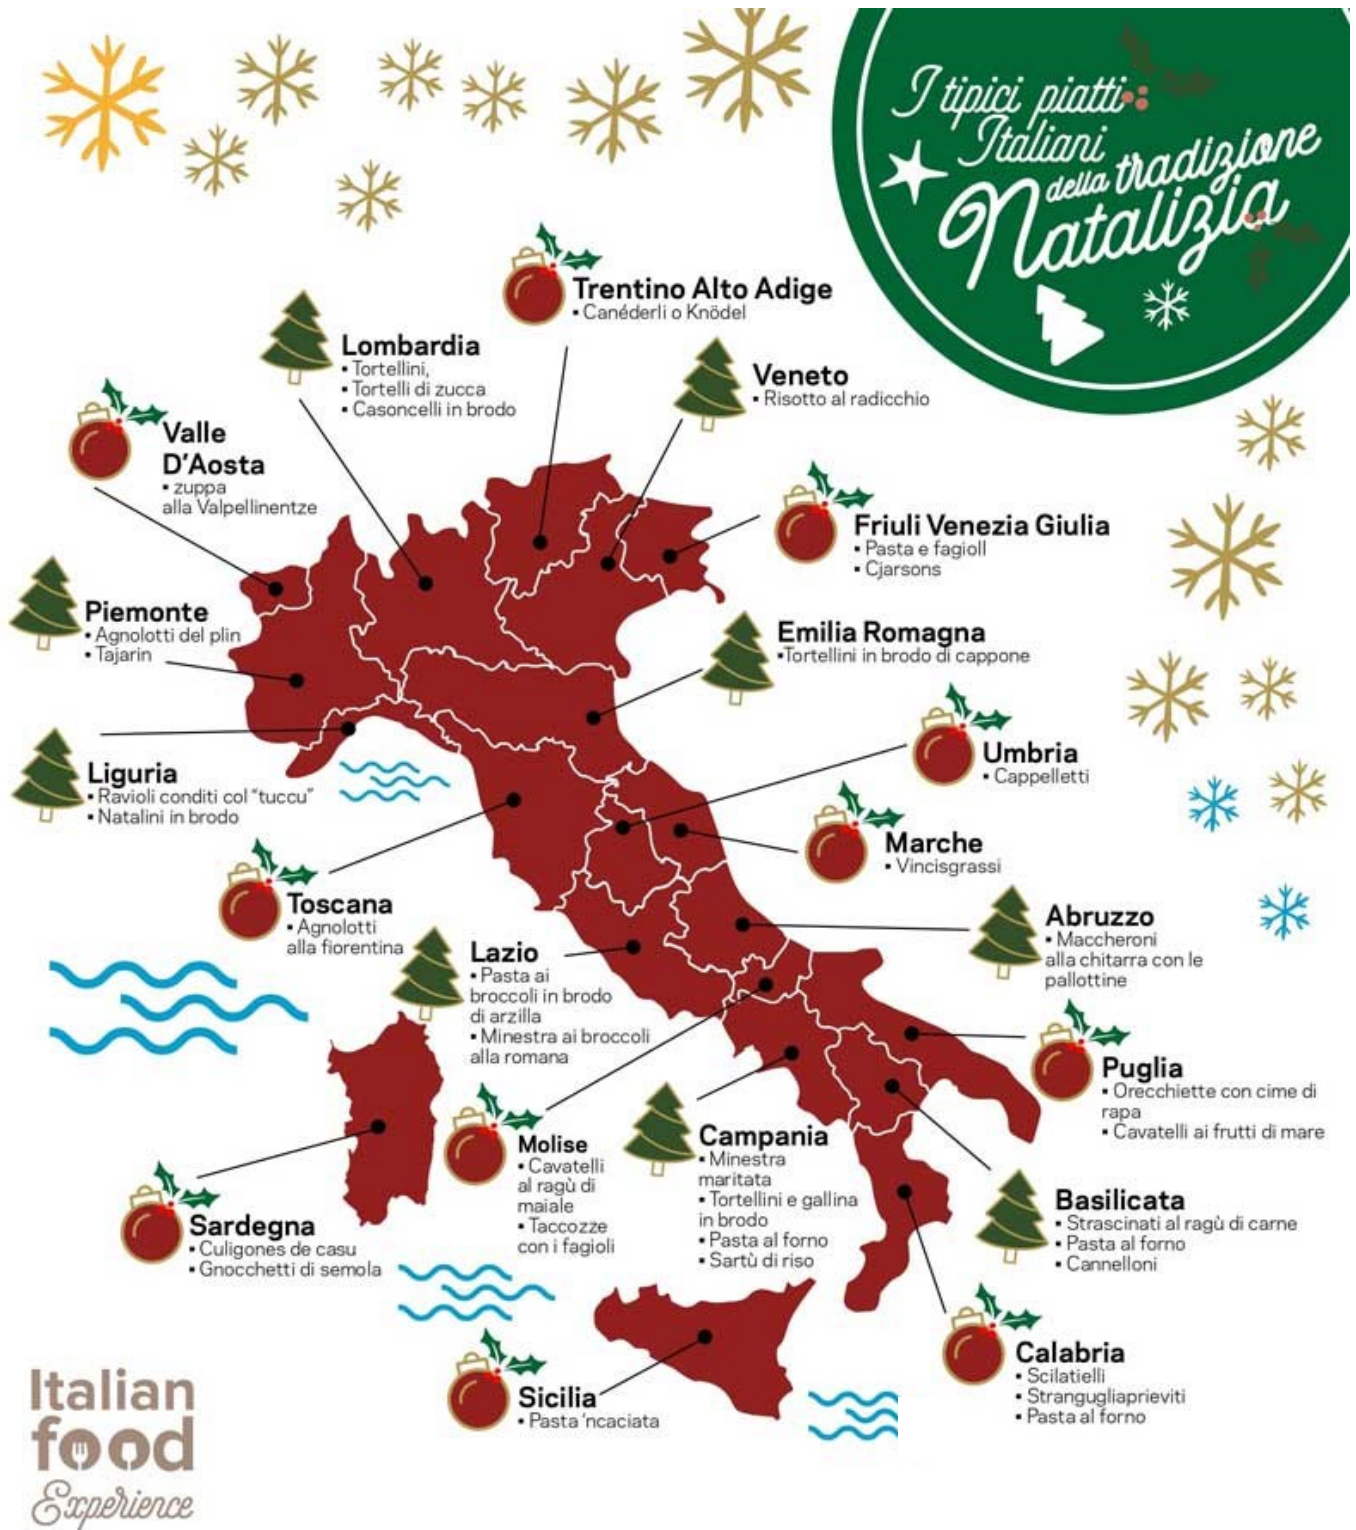 I tipici piatti
Italiani
della tradizione
Natalizia
Trentino Alto Adige
▪ Canéderli o Knödel
Lombardia
▪ Tortellini,
▪ Tortelli di zucca
▪ Casoncelli in brodo
Veneto
▪ Risotto al radicchio
Valle
D'Aosta
▪ zuppa
alla Valpellinentze
Friuli Venezia Giulia
▪ Pasta e fagioll
▪ Cjarsons
Piemonte
▪ Agnolotti del plin
▪ Tajarin
Emilia Romagna
▪Tortellini in brodo di cappone
Umbria
▪ Cappelletti
Liguria
▪ Ravioli conditi col "tuccu"
▪ Natalini in brodo
Marche
▪ Vincisgrassi
Toscana
▪ Agnolotti
alla fiorentina
Abruzzo
▪ Maccheroni
alla chitarra con le
pallottine
Lazio
▪ Pasta ai
broccoli in brodo
di arzilla
▪ Minestra ai broccoli
alla romana
Puglia
▪ Orecchiette con cime di
rapa
▪ Cavatelli ai frutti di mare
Molise
▪ Cavatelli
al ragù di
maiale
▪ Taccozze
con i fagioli
Campania
▪ Minestra
maritata
▪ Tortellini e gallina
in brodo
▪ Pasta al forno
▪ Sartù di riso
Basilicata
▪ Strascinati al ragù di carne
▪ Pasta al forno
▪ Cannelloni
Sardegna
▪ Culigones de casu
▪ Gnocchetti di semola
Calabria
▪ Scilatielli
▪ Strangugliaprieviti
▪ Pasta al forno
Sicilia
▪ Pasta 'ncaciata
Italian
food
Experience